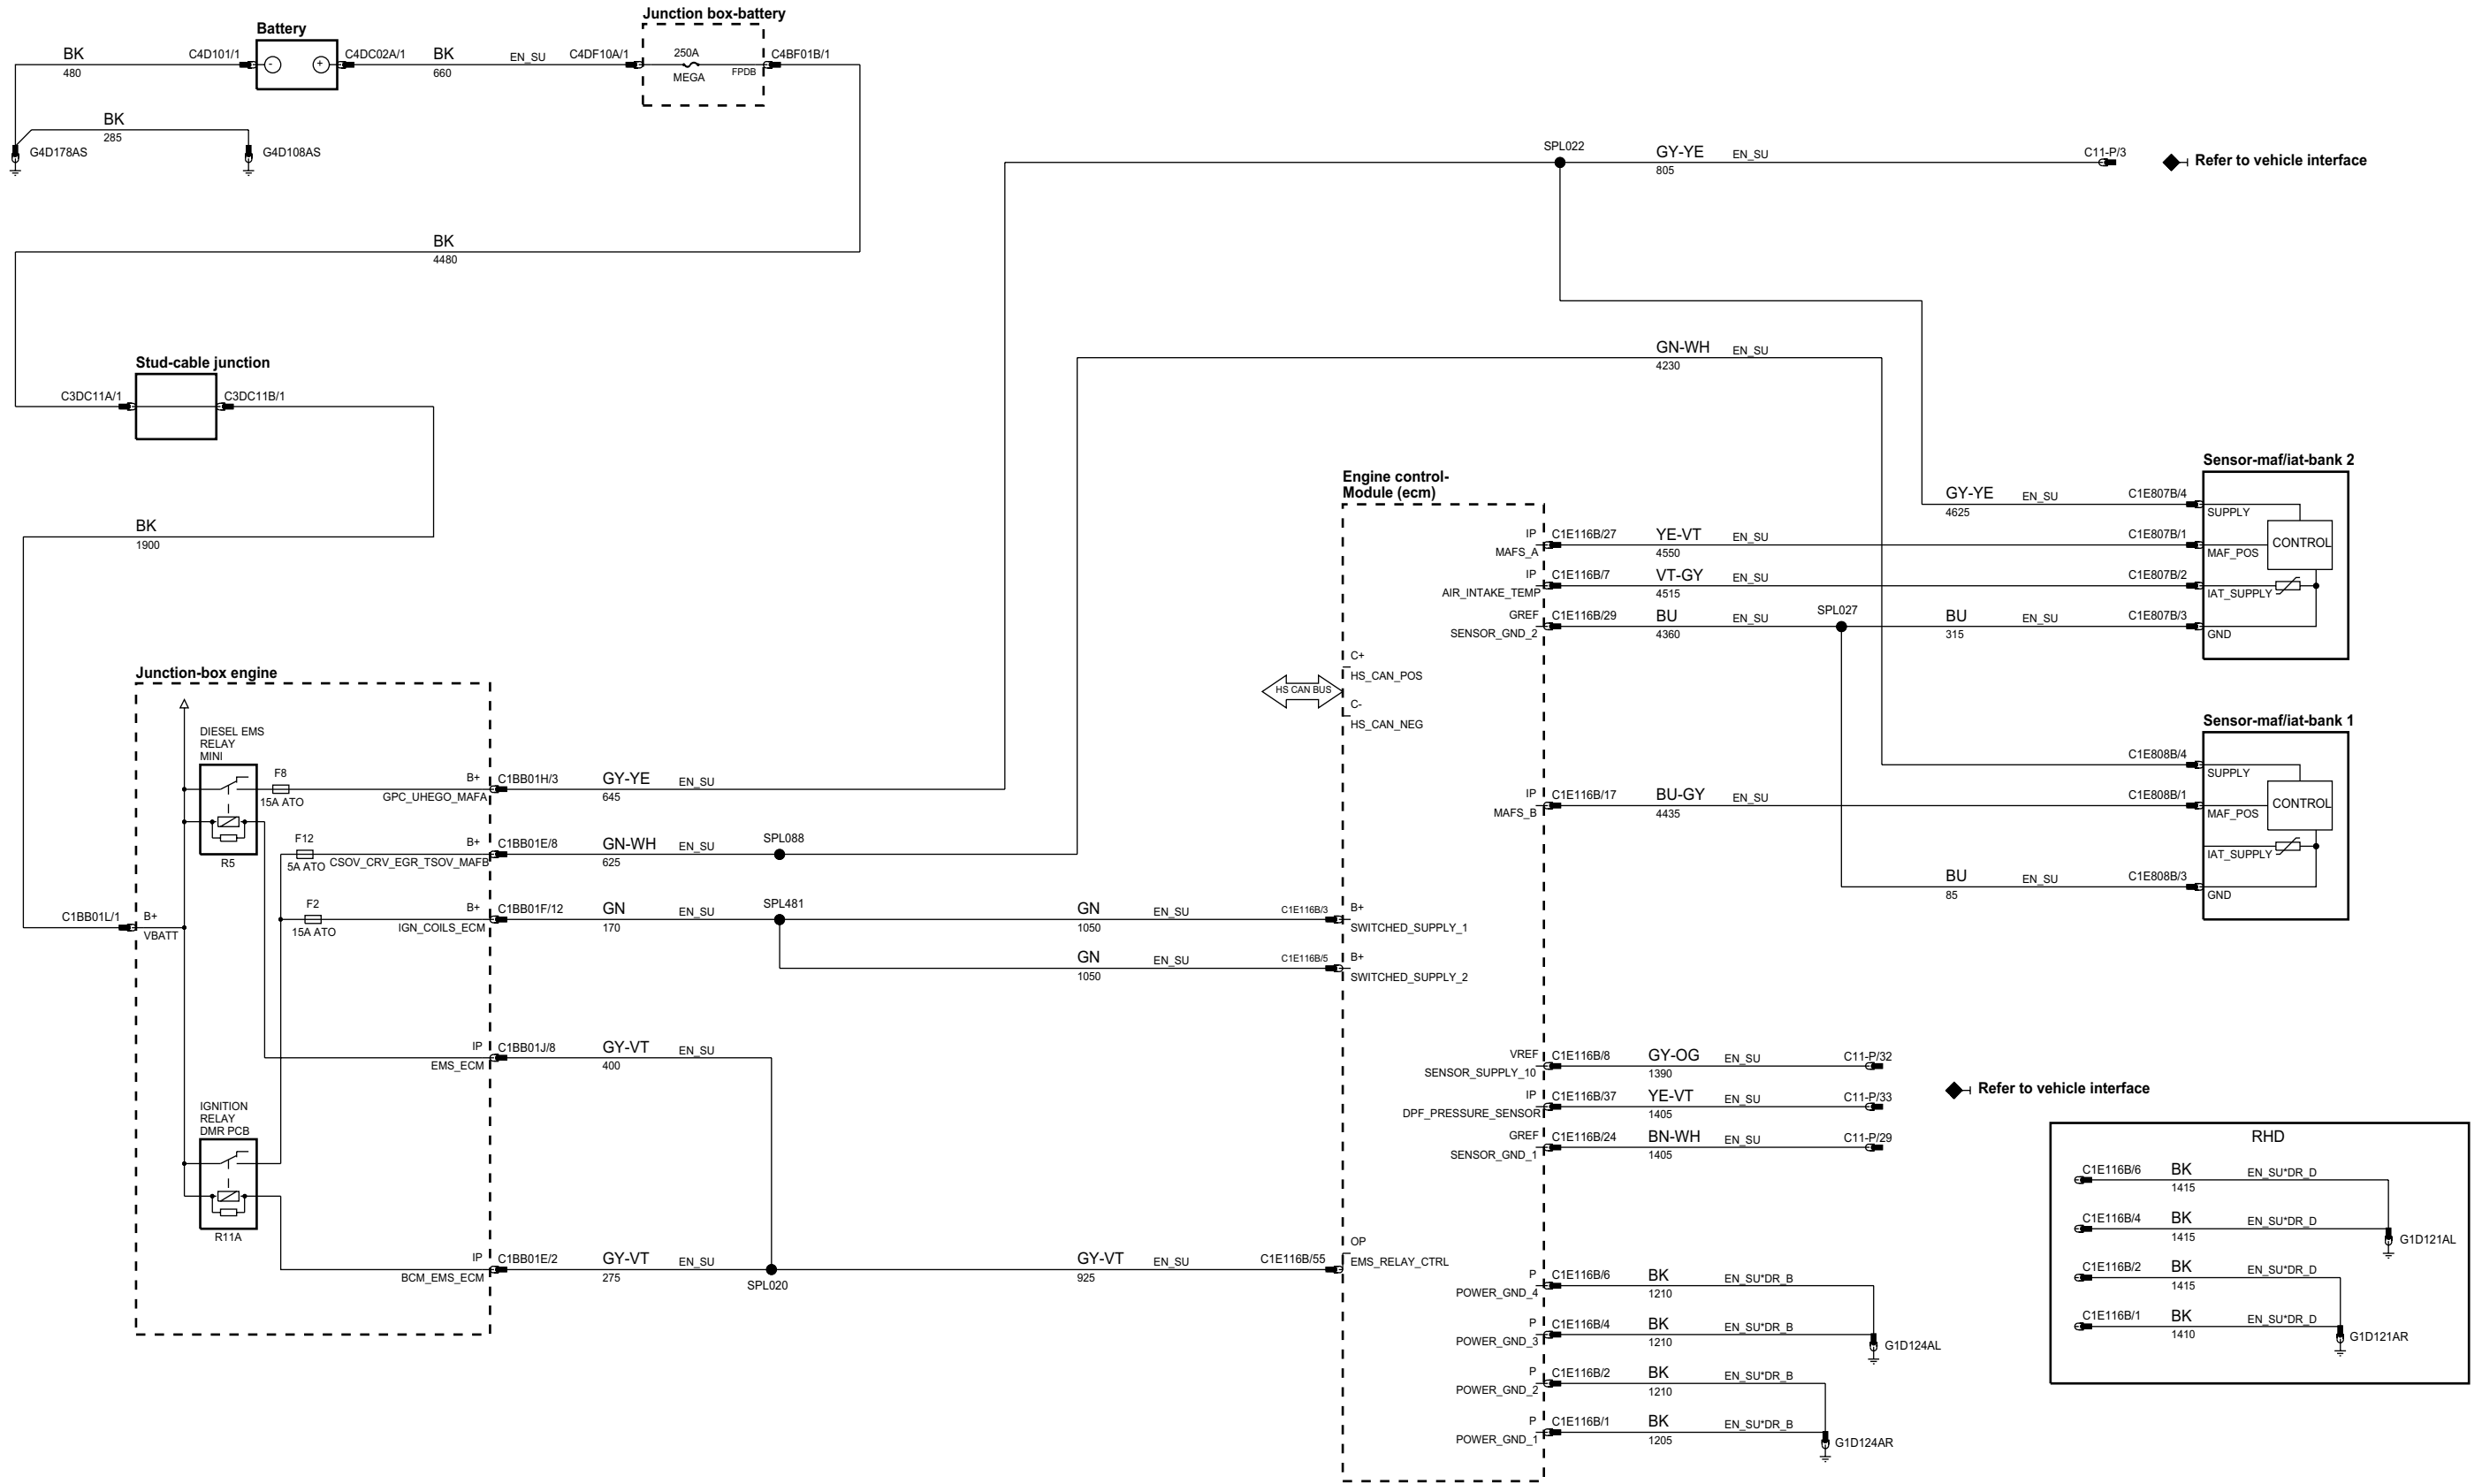 Junction box-battery
Battery
BK
480
C4D101/1
-
+
C4DC02A/1
BK
660
EN_SU
C4DF10A/1
250A
MEGA
FPDB
C4BF01B/1
BK
285
G4D178AS
G4D108AS
SPL022
GY-YE
805
EN_SU
C11-P/3
Refer to vehicle interface
BK
4480
GN-WH
4230
EN_SU
Stud-cable junction
C3DC11A/1
C3DC11B/1
BK
1900
Engine control-
Module (ecm)
Sensor-maf/iat-bank 2
GY-YE
4625
EN_SU
C1E807B/4
SUPPLY
IP
MAFS_A
C1E116B/27
YE-VT
4550
EN_SU
C1E807B/1
MAF_POS
CONTROL
IP
AIR_INTAKE_TEMP
C1E116B/7
VT-GY
4515
EN_SU
C1E807B/2
IAT_SUPPLY
GREF
SENSOR_GND_2
C1E116B/29
BU
4360
EN_SU
SPL027
BU
315
EN_SU
C1E807B/3
GND
C+
HS_CAN_POS
HS CAN BUS
C-
HS_CAN_NEG
Junction-box engine
DIESEL EMS
RELAY
MINI
F8
15A ATO
R5
B+
GPC_UHEGO_MAFA
C1BB01H/3
GY-YE
645
EN_SU
Sensor-maf/iat-bank 1
C1E808B/4
SUPPLY
IP
MAFS_B
C1E116B/17
BU-GY
4435
EN_SU
C1E808B/1
MAF_POS
CONTROL
IAT_SUPPLY
BU
85
EN_SU
C1E808B/3
GND
F12
5A ATO
B+
CSOV_CRV_EGR_TSOV_MAFB
C1BB01E/8
GN-WH
625
EN_SU
SPL088
C1BB01L/1
B+
VBATT
F2
15A ATO
B+
IGN_COILS_ECM
C1BB01F/12
GN
170
EN_SU
SPL481
GN
1050
EN_SU
C1E116B/3
B+
SWITCHED_SUPPLY_1
GN
1050
EN_SU
C1E116B/5
B+
SWITCHED_SUPPLY_2
IP
EMS_ECM
C1BB01J/8
GY-VT
400
EN_SU
VREF
SENSOR_SUPPLY_10
C1E116B/8
GY-OG
1390
EN_SU
C11-P/32
IP
DPF_PRESSURE_SENSOR
C1E116B/37
YE-VT
1405
EN_SU
C11-P/33
GREF
SENSOR_GND_1
C1E116B/24
BN-WH
1405
EN_SU
C11-P/29
Refer to vehicle interface
IGNITION
RELAY
DMR PCB
R11A
IP
BCM_EMS_ECM
C1BB01E/2
GY-VT
275
EN_SU
SPL020
GY-VT
925
EN_SU
C1E116B/55
OP
EMS_RELAY_CTRL
P
POWER_GND_4
C1E116B/6
BK
1210
EN_SU*DR_B
P
POWER_GND_3
C1E116B/4
BK
1210
EN_SU*DR_B
G1D124AL
P
POWER_GND_2
C1E116B/2
BK
1210
EN_SU*DR_B
P
POWER_GND_1
C1E116B/1
BK
1205
EN_SU*DR_B
G1D124AR
RHD
C1E116B/6
BK
1415
EN_SU*DR_D
C1E116B/4
BK
1415
EN_SU*DR_D
G1D121AL
C1E116B/2
BK
1415
EN_SU*DR_D
C1E116B/1
BK
1410
EN_SU*DR_D
G1D121AR